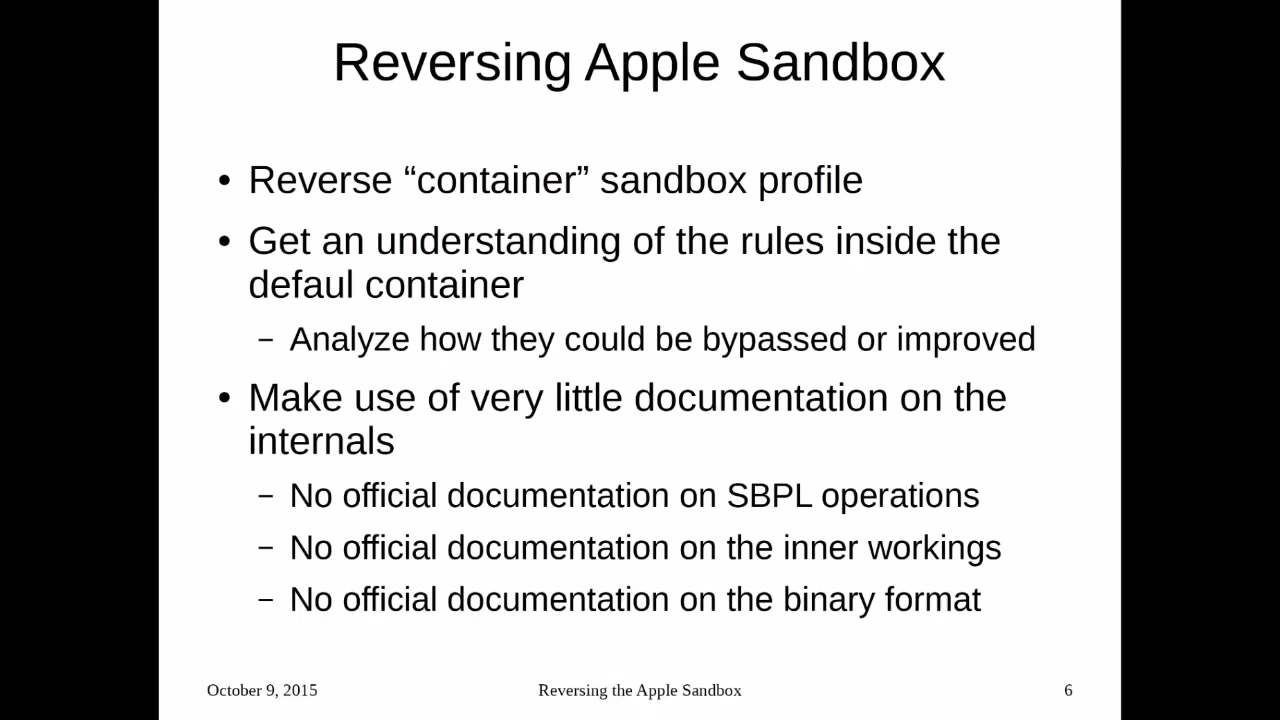 Reversing Apple Sandbox
• Reverse “container” sandbox profile
• Get an understanding of the rules inside the
defaul container
– Analyze how they could be bypassed or improved
• Make use of very little documentation on the
internals
– No official documentation on SBPL operations
– No official documentation on the inner workings
– No official documentation on the binary format
October 9, 2015
Reversing the Apple Sandbox
6